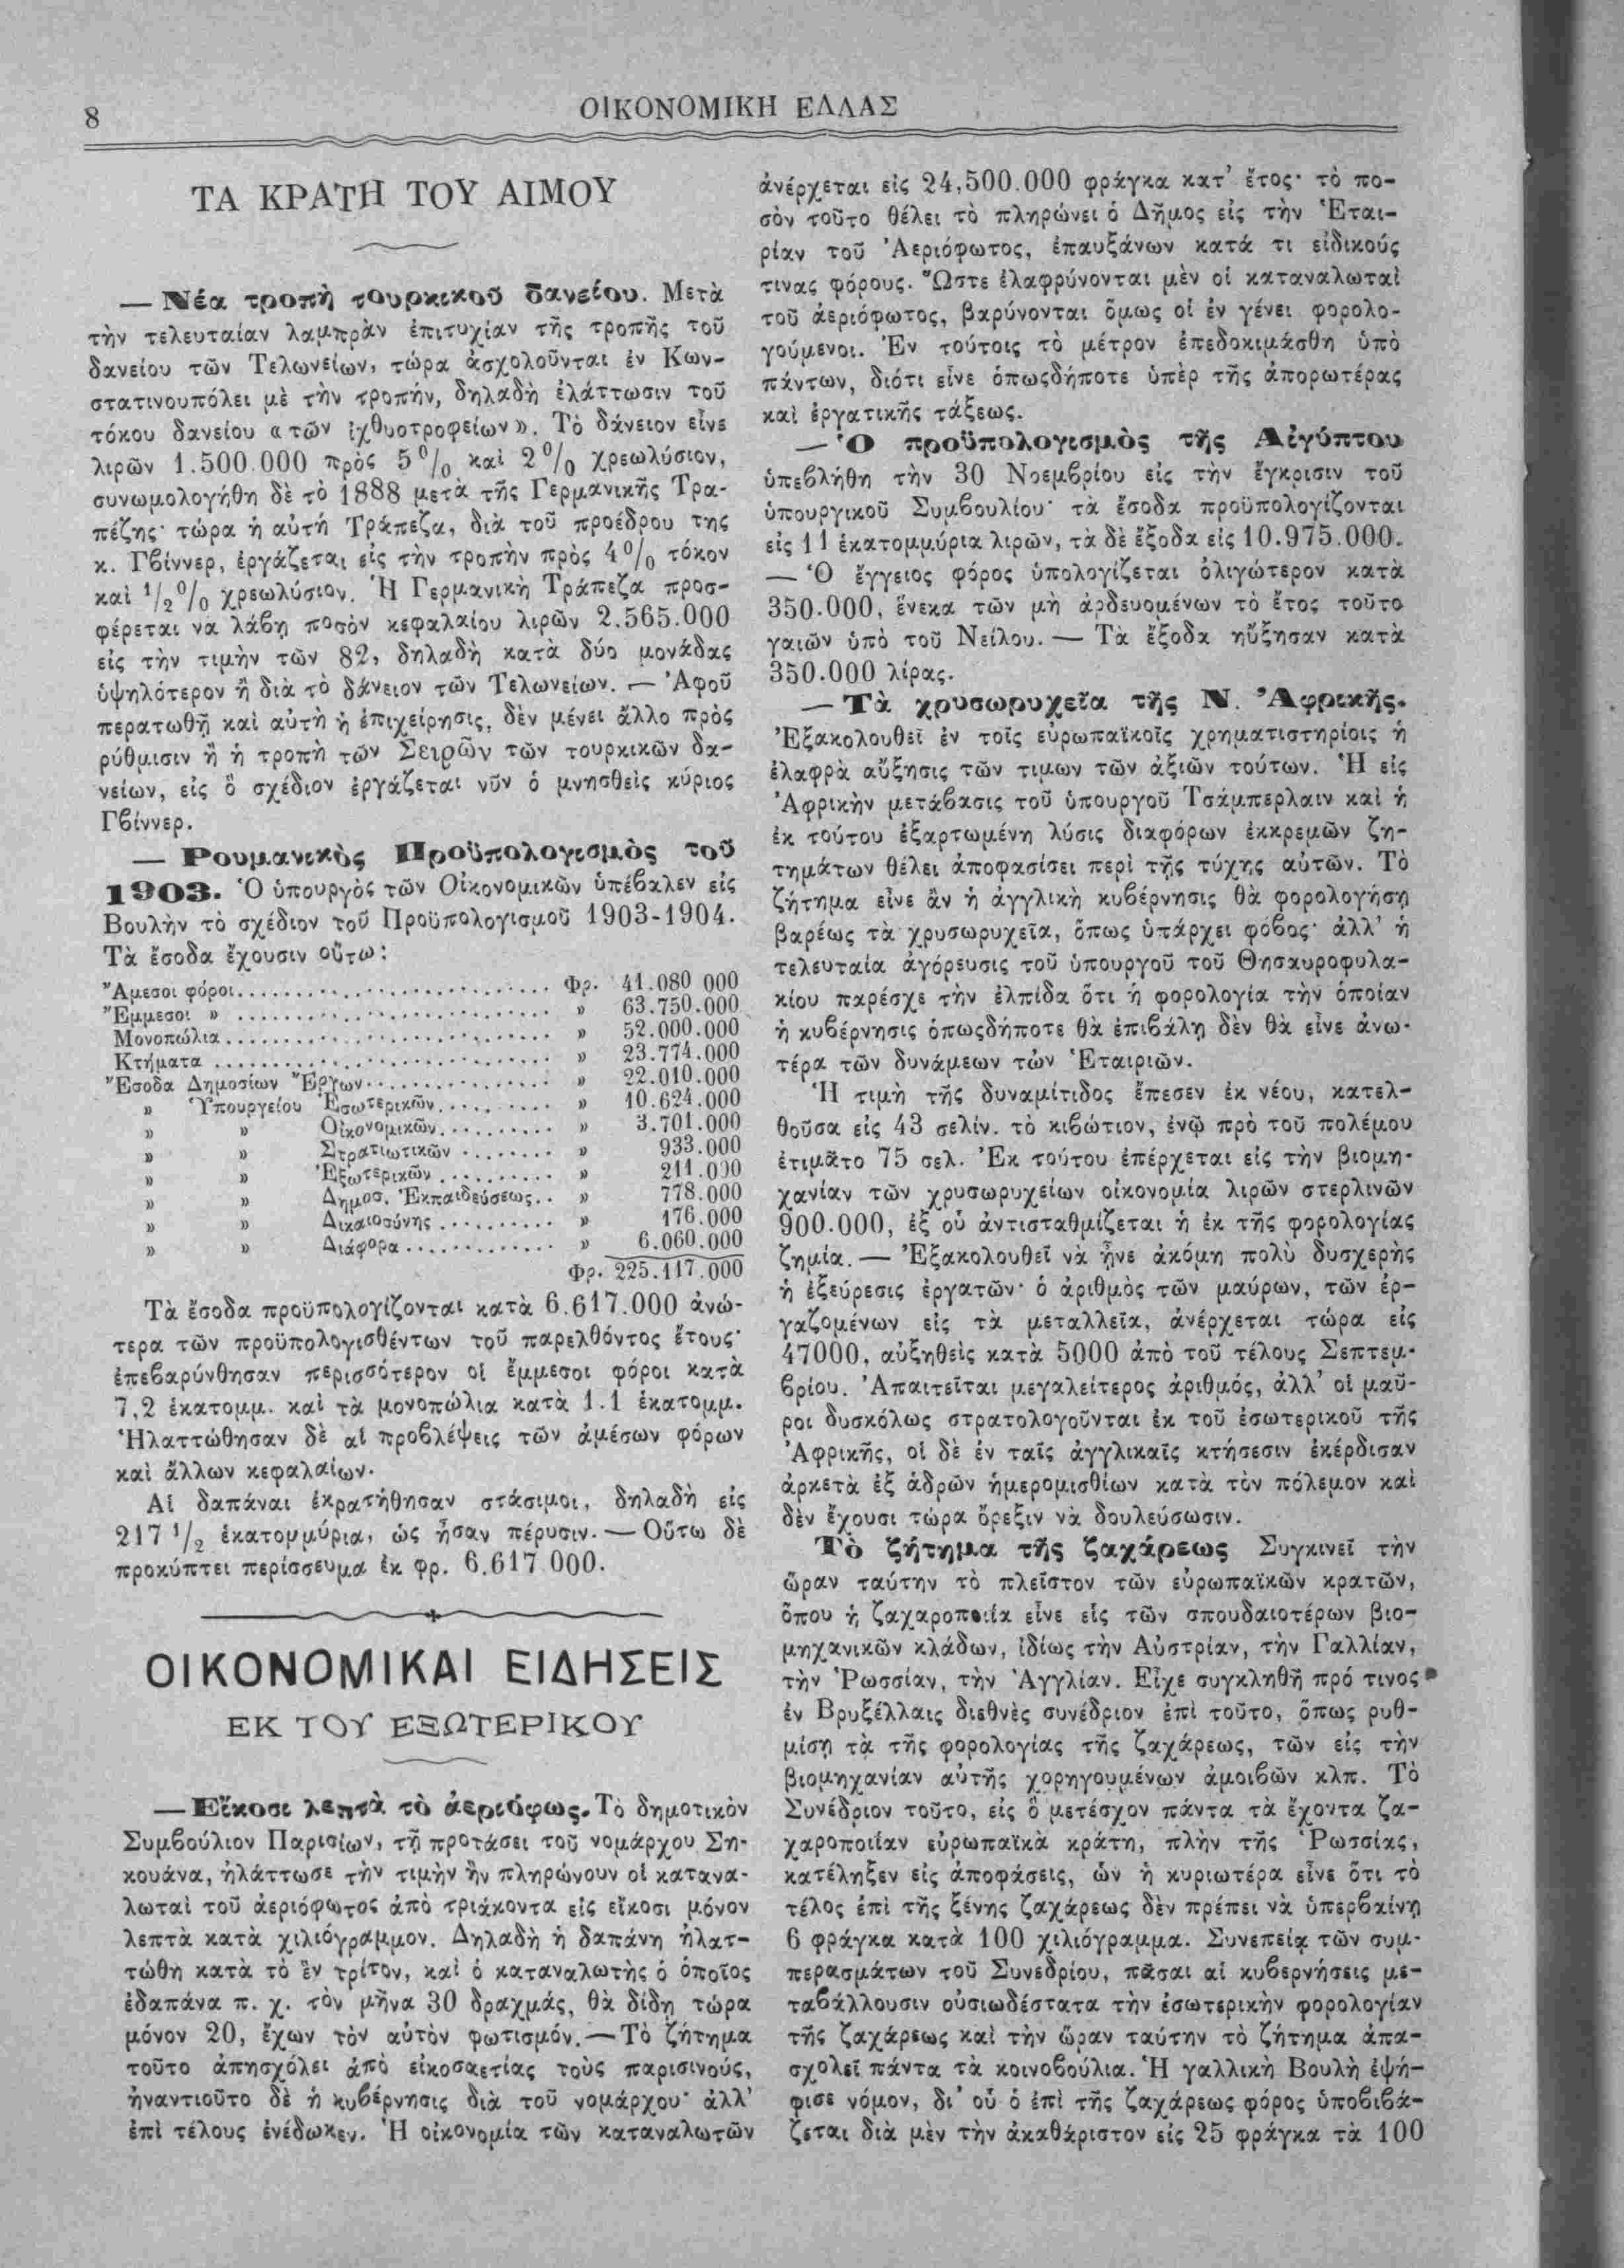 8
ΟΙΚΟΝΟΜΙΚΗ ΕΛΛΑΣ
ΤΑ ΚΡΑΤΗ ΤΟΥ ΑΙΜΟΥ
— Νέα τροπὴ τουρκικοῦ δανείου. Μετὰ
τὴν τελευταίαν λαμπρὰν ἐπιτυχίαν τῆς τροπῆς τοῦ
δανείου τῶν Τελωνείων, τώρα ἀσχολοῦνται ἐν Κων-
στατινουπόλει μὲ τὴν τροπήν, δηλαδὴ ἐλάττωσιν τοῦ
τόκου δανείου «τῶν ἰχθυοτροφείων». Τὸ δάνειον εἶνε
λιρῶν 1.500.000 πρὸς 5 % καὶ 2 % χρεωλύσιον,
συνωμολογήθη δὲ τὸ 1888 μετὰ τῆς Γερμανικῆς Τρα-
πέζης· τώρα ἡ αὐτή Τράπεζα, διὰ τοῦ προέδρου της
κ. Γβίννερ, ἐργάζεται εἰς τὴν τροπὴν πρὸς 4 % τόκον
καὶ 1/2 % χρεωλύσιον. Ἡ Γερμανικὴ Τράπεζα προσ-
φέρεται νὰ λάβῃ ποσὸν κεφαλαίου λιρῶν 2.565.000
εἰς τὴν τιμὴν τῶν 82, δηλαδὴ κατὰ δύο μονάδας
ὑψηλότερον ἢ διὰ τὸ δάνειον τῶν Τελωνείων. — Ἀφοῦ
περατωθῇ καὶ αὐτὴ ἡ ἐπιχείρησις, δὲν μένει ἄλλο πρὸς
ρύθμισιν ἢ ἡ τροπὴ τῶν Σειρῶν τῶν τουρκικῶν δα-
νείων, εἰς ὃ σχέδιον ἐργάζεται νῦν ὁ μνησθεὶς κύριος
Γβίννερ.
— Ρουμανικὸς Προϋπολογισμὸς τοῦ
1903. Ὁ ὑπουργὸς τῶν Οἰκονομικῶν ὑπέβαλεν εἰς
Βουλὴν τὸ σχέδιον τοῦ Προϋπολογισμοῦ 1903-1904.
Τὰ ἔσοδα ἔχουσιν οὕτω:
Ἄμεσοι φόροι.............................. Φρ. 41.080 000
Ἔμμεσοι » .............................. » 63.750.000
Μονοπώλια.............................. » 52.000.000
Κτήματα .............................. » 23.774.000
Ἔσοδα Δημοσίων Ἔργων................. » 22.010.000
» Ὑπουργείου Ἐσωτερικῶν........... » 10.624.000
» » Οἰκονομικῶν........... » 3.701.000
» » Στρατιωτικῶν ......... » 933.000
» » Ἐξωτερικῶν ........... » 211.000
» » Δημοσ. Ἐκπαιδεύσεως.. » 778.000
» » Δικαιοσύνης ........... » 176.000
» » Διάφορα .............. » 6.060.000
Φρ. 225.117.000
Τὰ ἔσοδα προϋπολογίζονται κατὰ 6.617.000 ἀνώ-
τερα τῶν προϋπολογισθέντων τοῦ παρελθόντος ἔτους·
ἐπεβαρύνθησαν περισσότερον οἱ ἔμμεσοι φόροι κατὰ
7,2 ἑκατομμ. καὶ τὰ μονοπώλια κατὰ 1.1 ἑκατομμ.
Ἠλαττώθησαν δὲ αἱ προβλέψεις τῶν ἀμέσων φόρων
καὶ ἄλλων κεφαλαίων.
Αἱ δαπάναι ἐκρατήθησαν στάσιμοι, δηλαδὴ εἰς
217 1/2 ἑκατομμύρια, ὡς ἦσαν πέρυσιν. — Οὕτω δὲ
προκύπτει περίσσευμα ἐκ φρ. 6.617 000.
ΟΙΚΟΝΟΜΙΚΑΙ ΕΙΔΗΣΕΙΣ
ΕΚ ΤΟΥ ΕΞΩΤΕΡΙΚΟΥ
— Εἴκοσι λεπτὰ τὸ ἀεριόφως. Τὸ δημοτικὸν
Συμβούλιον Παρισίων, τῇ προτάσει τοῦ νομάρχου Ση-
κουάνα, ἠλάττωσε τὴν τιμὴν ἣν πληρώνουν οἱ κατανα-
λωταὶ τοῦ ἀεριόφωτος ἀπὸ τριάκοντα εἰς εἴκοσι μόνον
λεπτὰ κατὰ χιλιόγραμμον. Δηλαδὴ ἡ δαπάνη ἠλατ-
τώθη κατὰ τὸ ἓν τρίτον, καὶ ὁ καταναλωτὴς ὁ ὁποῖος
ἐδαπάνα π. χ. τὸν μῆνα 30 δραχμάς, θὰ δίδῃ τώρα
μόνον 20, ἔχων τὸν αὐτὸν φωτισμόν. — Τὸ ζήτημα
τοῦτο ἀπησχόλει ἀπὸ εἰκοσαετίας τοὺς παρισινούς,
ἠναντιοῦτο δὲ ἡ κυβέρνησις διὰ τοῦ νομάρχου· ἀλλ'
ἐπὶ τέλους ἐνέδωκεν. Ἡ οἰκονομία τῶν καταναλωτῶν
ἀνέρχεται εἰς 24,500.000 φράγκα κατ' ἔτος· τὸ πο-
σὸν τοῦτο θέλει τὸ πληρώνει ὁ Δῆμος εἰς τὴν Ἑται-
ρίαν τοῦ Ἀεριόφωτος, ἐπαυξάνων κατά τι εἰδικούς
τινας φόρους. Ὥστε ἐλαφρύνονται μὲν οἱ καταναλωταὶ
τοῦ ἀεριόφωτος, βαρύνονται ὅμως οἱ ἐν γένει φορολο-
γούμενοι. Ἐν τούτοις τὸ μέτρον ἐπεδοκιμάσθη ὑπὸ
πάντων, διότι εἶνε ὁπωςδήποτε ὑπὲρ τῆς ἀπορωτέρας
καὶ ἐργατικῆς τάξεως.
— Ὁ προϋπολογισμὸς τῆς Αἰγύπτου
ὑπεβλήθη τὴν 30 Νοεμβρίου εἰς τὴν ἔγκρισιν τοῦ
ὑπουργικοῦ Συμβουλίου· τὰ ἔσοδα προϋπολογίζονται
εἰς 11 ἑκατομμύρια λιρῶν, τὰ δὲ ἔξοδα εἰς 10.975.000.
— Ὁ ἔγγειος φόρος ὑπολογίζεται ὀλιγώτερον κατὰ
350.000, ἕνεκα τῶν μὴ ἀρδευομένων τὸ ἔτος τοῦτο
γαιῶν ὑπὸ τοῦ Νείλου. — Τὰ ἔξοδα ηὔξησαν κατὰ
350.000 λίρας.
— Τὰ χρυσωρυχεῖα τῆς Ν. Ἀφρικῆς.
Ἐξακολουθεῖ ἐν τοῖς εὐρωπαϊκοῖς χρηματιστηρίοις ἡ
ἐλαφρὰ αὔξησις τῶν τιμων τῶν ἀξιῶν τούτων. Ἡ εἰς
Ἀφρικὴν μετάβασις τοῦ ὑπουργοῦ Τσάμπερλαιν καὶ ἡ
ἐκ τούτου ἐξαρτωμένη λύσις διαφόρων ἐκκρεμῶν ζη-
τημάτων θέλει ἀποφασίσει περὶ τῆς τύχης αὐτῶν. Τὸ
ζήτημα εἶνε ἂν ἡ ἀγγλικὴ κυβέρνησις θὰ φορολογήσῃ
βαρέως τὰ χρυσωρυχεῖα, ὅπως ὑπάρχει φόβος· ἀλλ' ἡ
τελευταία ἀγόρευσις τοῦ ὑπουργοῦ τοῦ Θησαυροφυλα-
κίου παρέσχε τὴν ἐλπίδα ὅτι ἡ φορολογία τὴν ὁποίαν
ἡ κυβέρνησις ὁπωςδήποτε θὰ ἐπιβάλῃ δὲν θὰ εἶνε ἀνω-
τέρα τῶν δυνάμεων τῶν Ἑταιριῶν.
Ἡ τιμὴ τῆς δυναμίτιδος ἔπεσεν ἐκ νέου, κατελ-
θοῦσα εἰς 43 σελίν. τὸ κιβώτιον, ἐνῷ πρὸ τοῦ πολέμου
ἐτιμᾶτο 75 σελ. Ἐκ τούτου ἐπέρχεται εἰς τὴν βιομη-
χανίαν τῶν χρυσωρυχείων οἰκονομία λιρῶν στερλινῶν
900.000, ἐξ οὗ ἀντισταθμίζεται ἡ ἐκ τῆς φορολογίας
ζημία. — Ἐξακολουθεῖ νὰ ᾖνε ἀκόμη πολὺ δυσχερὴς
ἡ ἐξεύρεσις ἐργατῶν· ὁ ἀριθμὸς τῶν μαύρων, τῶν ἐρ-
γαζομένων εἰς τὰ μεταλλεῖα, ἀνέρχεται τώρα εἰς
47000, αὐξηθεὶς κατὰ 5000 ἀπὸ τοῦ τέλους Σεπτεμ-
βρίου. Ἀπαιτεῖται μεγαλείτερος ἀριθμός, ἀλλ' οἱ μαῦ-
ροι δυσκόλως στρατολογοῦνται ἐκ τοῦ ἐσωτερικοῦ τῆς
Ἀφρικῆς, οἱ δὲ ἐν ταῖς ἀγγλικαῖς κτήσεσιν ἐκέρδισαν
ἀρκετὰ ἐξ ἁδρῶν ἡμερομισθίων κατὰ τὸν πόλεμον καὶ
δὲν ἔχουσι τώρα ὄρεξιν νὰ δουλεύσωσιν.
Τὸ ζήτημα τῆς ζαχάρεως Συγκινεῖ τὴν
ὥραν ταύτην τὸ πλεῖστον τῶν εὐρωπαϊκῶν κρατῶν,
ὅπου ἡ ζαχαροποιία εἶνε εἷς τῶν σπουδαιοτέρων βιο-
μηχανικῶν κλάδων, ἰδίως τὴν Αὐστρίαν, τὴν Γαλλίαν,
τὴν Ῥωσσίαν, τὴν Ἀγγλίαν. Εἶχε συγκληθῆ πρό τινος
ἐν Βρυξέλλαις διεθνὲς συνέδριον ἐπὶ τοῦτο, ὅπως ρυθ-
μίσῃ τὰ τῆς φορολογίας τῆς ζαχάρεως, τῶν εἰς τὴν
βιομηχανίαν αὐτῆς χορηγουμένων ἀμοιβῶν κλπ. Τὸ
Συνέδριον τοῦτο, εἰς ὃ μετέσχον πάντα τὰ ἔχοντα ζα-
χαροποιίαν εὐρωπαϊκὰ κράτη, πλὴν τῆς Ῥωσσίας,
κατέληξεν εἰς ἀποφάσεις, ὧν ἡ κυριωτέρα εἶνε ὅτι τὸ
τέλος ἐπὶ τῆς ξένης ζαχάρεως δὲν πρέπει νὰ ὑπερβαίνῃ
6 φράγκα κατὰ 100 χιλιόγραμμα. Συνεπείᾳ τῶν συμ-
περασμάτων τοῦ Συνεδρίου, πᾶσαι αἱ κυβερνήσεις με-
ταβάλλουσιν οὐσιωδέστατα τὴν ἐσωτερικὴν φορολογίαν
τῆς ζαχάρεως καὶ τὴν ὥραν ταύτην τὸ ζήτημα ἀπα-
σχολεῖ πάντα τὰ κοινοβούλια. Ἡ γαλλικὴ Βουλὴ ἐψή-
φισε νόμον, δι' οὗ ὁ ἐπὶ τῆς ζαχάρεως φόρος ὑποβιβά-
ζεται διὰ μὲν τὴν ἀκαθάριστον εἰς 25 φράγκα τὰ 100